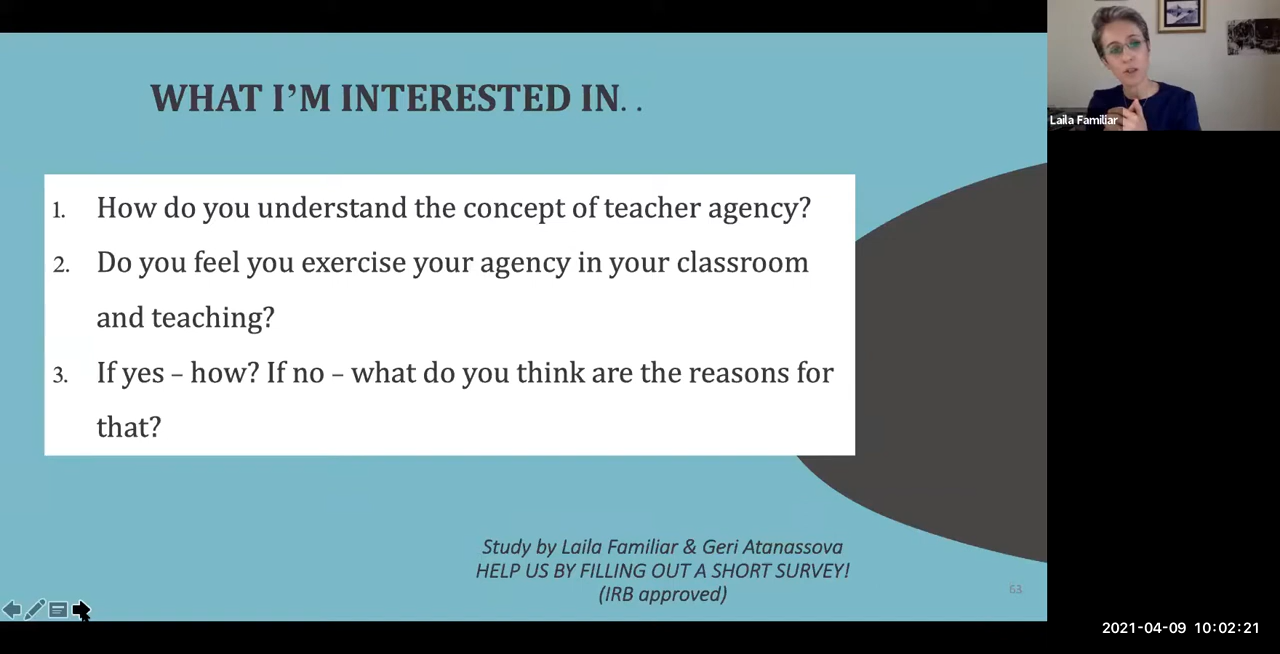 WHAT I'M INTERESTED IN. .
Laila Familiar
1. How do you understand the concept of teacher agency?
2. Do you feel you exercise your agency in your classroom
and teaching?
3. If yes – how? If no – what do you think are the reasons for
that?
Study by Laila Familiar & Geri Atanassova
HELP US BY FILLING OUT A SHORT SURVEY!
(IRB approved)
63
2021-04-09 10:02:21